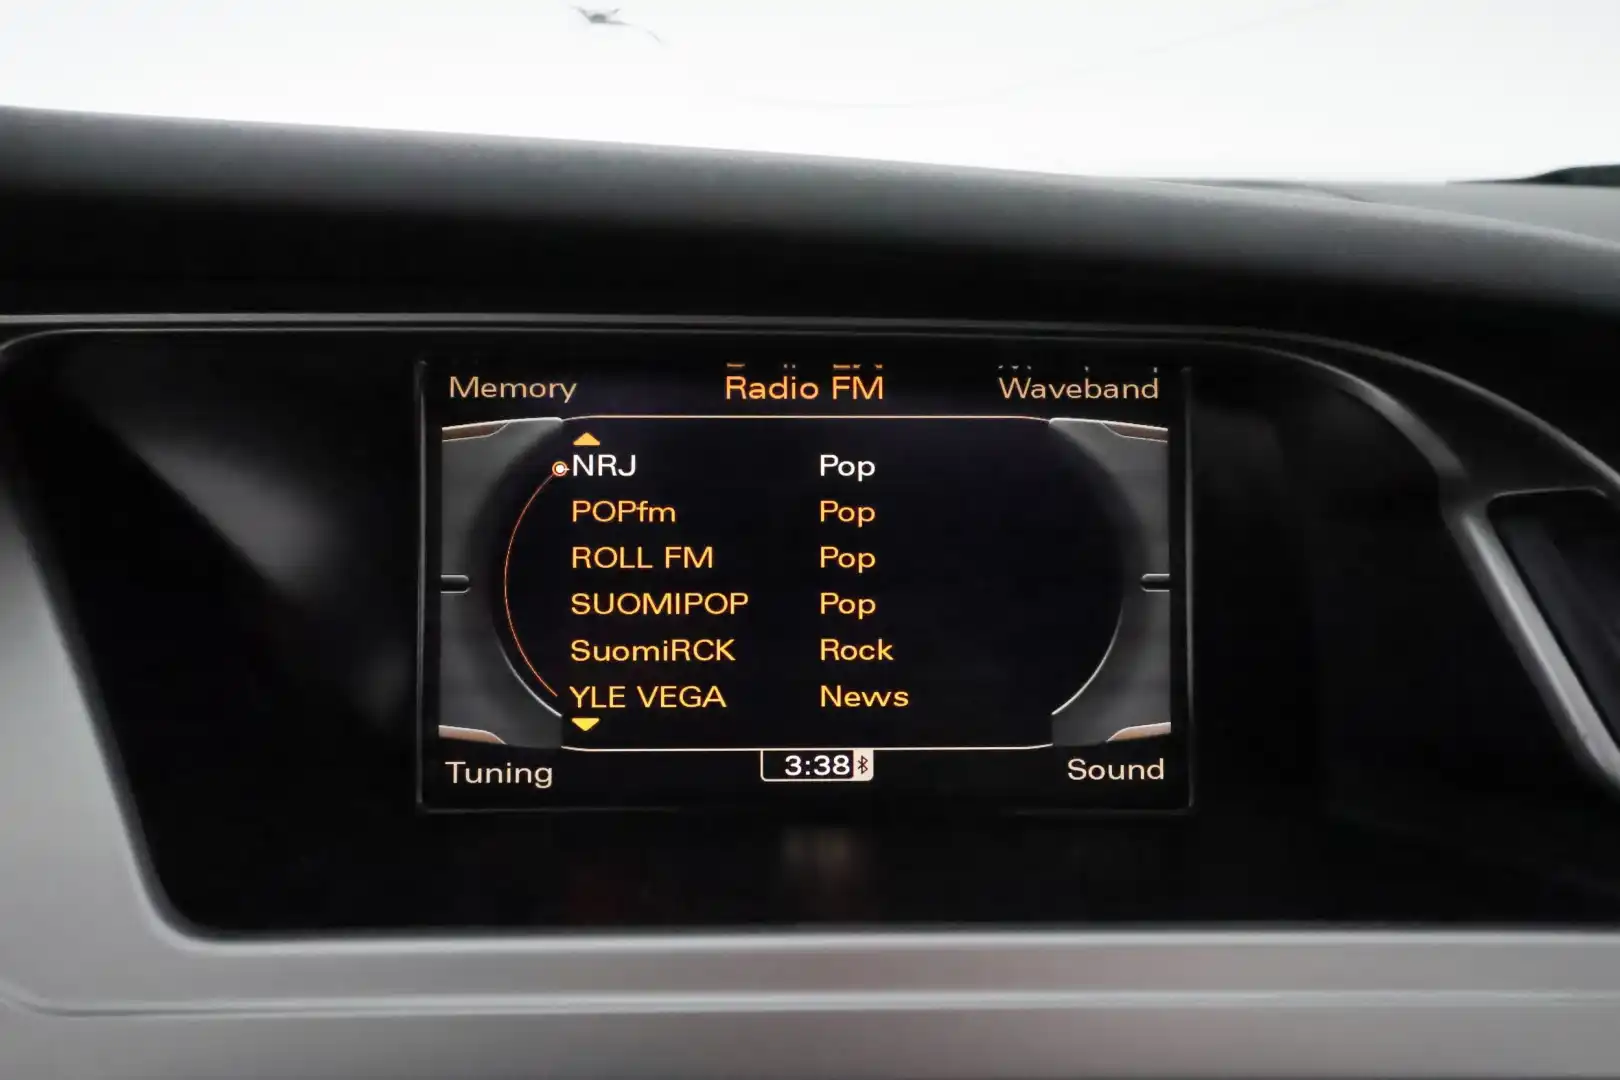 Memory Radio FM Waveband
NRJ Pop
POPfm Pop
ROLL FM Pop
SUOMIPOP Pop
SuomiRCK Rock
YLE VEGA News
Tuning 3:38 Sound